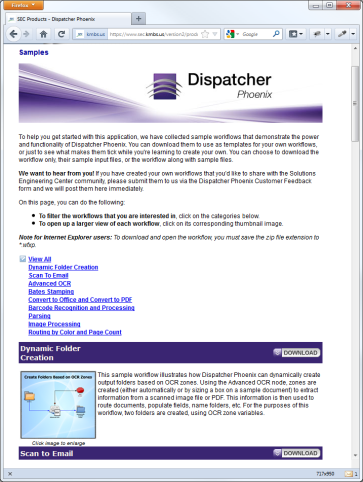 Firefox
SEC Products - Dispatcher Phoenix
kmbs.us https://www.sec.kmbs.us/version2/prod
Google
Samples
Dispatcher
Phoenix
To help you get started with this application, we have collected sample workflows that demonstrate the power
and functionality of Dispatcher Phoenix. You can download them to use as templates for your own workflows,
or just to see what makes them tick while you're learning to create your own. You can choose to download the
workflow only, their sample input files, or the workflow along with sample files.
We want to hear from you! If you have created your own workflows that you'd like to share with the Solutions
Engineering Center community, please submit them to us via the Dispatcher Phoenix Customer Feedback
form and we will post them here immediately.
On this page, you can do the following:
To filter the workflows that you are interested in, click on the categories below.
To open up a larger view of each workflow, click on its corresponding thumbnail image.
Note for Internet Explorer users: To download and open the workflow, you must save the zip file extension to
View All
Dynamic Folder Creation
Scan To Email
Advanced OCR
Bates Stamping
Convert to Office and Convert to PDF
Barcode Recognition and Processing
Parsing
Image Processing
Routing by Color and Page Count
Dynamic Folder
Creation
DOWNLOAD
Create Folders Based on OCR Zones
This sample workflow illustrates how Dispatcher Phoenix can dynamically create
output folders based on OCR zones. Using the Advanced OCR node, zones are
created (either automatically or by sizing a box on a sample document) to extract
information from a scanned image file or PDF. This information is then used to
route documents, populate fields, name folders, etc. For the purposes of this
workflow, two folders are created, using OCR zone variables.
Click image to enlarge
Scan to Email
DOWNLOAD
717x950
1